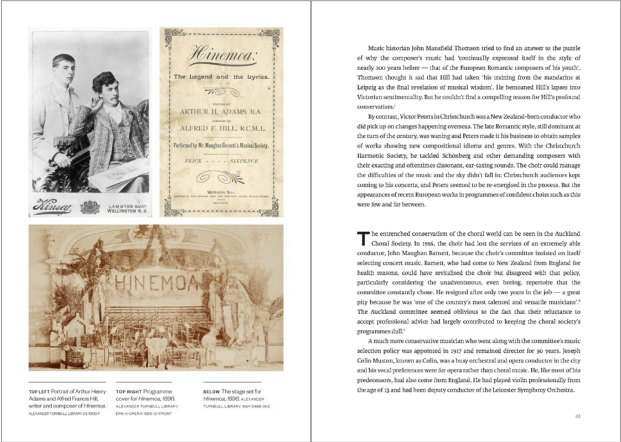 Kinsey
LAMBTON QUAY
WELLINGTON N.Z.
Hinemoa:
The Legend and the Lyrics.
ARTHUR H. ADAMS, B.A.
ALFRED F. HILL, R.C.M.L.
Performed by Mr. Maughan Barnett's Musical Society.
PRICE - - - - SIXPENCE
HINEMOA
TOP LEFT Portrait of Arthur Henry
Adams and Alfred Francis Hill,
writer and composer of Hinemoa.
TOP RIGHT Programme
cover for Hinemoa, 1896.
ALEXANDER TURNBULL LIBRARY,
BELOW The stage set for
Hinemoa, 1896. ALEXANDER
Music historian John Mansfield Thomson tried to find an answer to the puzzle
of why the composer's music had 'continually expressed itself in the style of
nearly 100 years before — that of the European Romantic composers of his youth'.
Thomson thought it sad that Hill had taken 'his training from the mandarins at
Leipzig as the final revelation of musical wisdom'. He bemoaned Hill's lapses into
Victorian sentimentality. But he couldn't find a compelling reason for Hill's profound
conservatism.
By contrast, Victor Peters in Christchurch was a New Zealand-born conductor who
did pick up on changes happening overseas. The late Romantic style, still dominant at
the turn of the century, was waning and Peters made it his business to obtain samples
of works showing new compositional idioms and genres. With the Christchurch
Harmonic Society, he tackled Schönberg and other demanding composers with
their exacting and oftentimes dissonant, ear-taxing sounds. The choir could manage
the difficulties of the music and the sky didn't fall in: Christchurch audiences kept
coming to his concerts, and Peters seemed to be re-energised in the process. But the
appearances of recent European works in programmes of confident choirs such as this
were few and far between.
The entrenched conservatism of the choral world can be seen in the Auckland
Choral Society. In 1916, the choir had lost the services of an extremely able
conductor, John Maughan Barnett, because the choir's committee insisted on itself
selecting concert music. Barnett, who had come to New Zealand from England for
health reasons, could have revitalised the choir but disagreed with that policy,
particularly considering the unadventurous, even boring, repertoire that the
committee constantly chose. He resigned after only two years in the job — a great
pity because he was 'one of the country's most talented and versatile musicians'.
The Auckland committee seemed oblivious to the fact that their reluctance to
accept professional advice had largely contributed to keeping the choral society's
programmes dull.
A much more conservative musician who went along with the committee's music
selection policy was appointed in 1917 and remained director for 30 years. Joseph
Colin Muston, known as Colin, was a busy orchestral and opera conductor in the city
and his vocal preferences were for opera rather than choral music. He, like most of his
predecessors, had also come from England. He had played violin professionally from
the age of 13 and had been deputy conductor of the Leicester Symphony Orchestra.